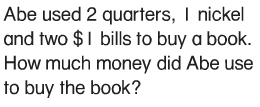 Abe used 2 quarters, 1 nickel
and two $1 bills to buy a book.
How much money did Abe use
to buy the book?